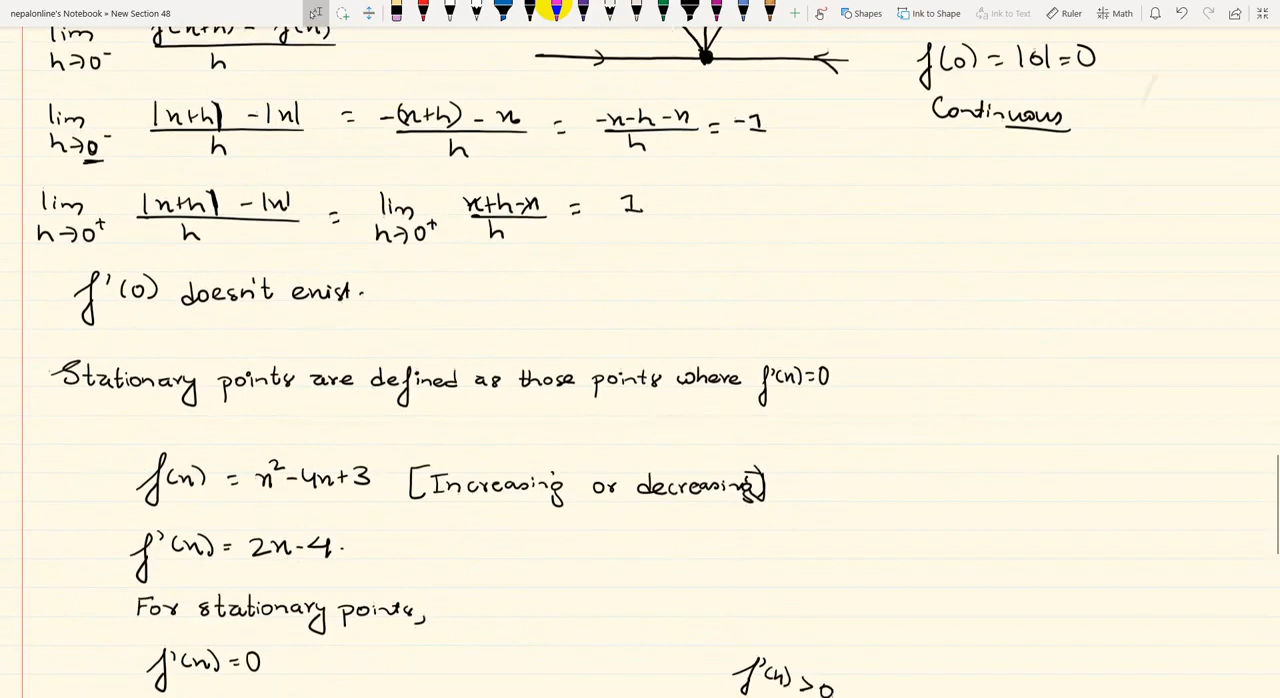 nepalonline's Notebook » New Section 48
Shapes Ink to Shape Ink to Text Ruler Math
lim h→0⁻ f(x+h) - f(x) / h
f(0) = |0| = 0
Continuous
lim h→0⁻ |x+h| - |x| / h = -(x+h) - x / h = -x-h-x / h = -1
lim h→0⁺ |x+h| - |x| / h = lim h→0⁺ x+h-x / h = 1
f'(0) doesn't exist.
Stationary points are defined as those points where f'(x)=0
f(x) = x²-4x+3 [Increasing or decreasing]
f'(x) = 2x-4.
For stationary points,
f'(x) = 0
f'(x) > 0